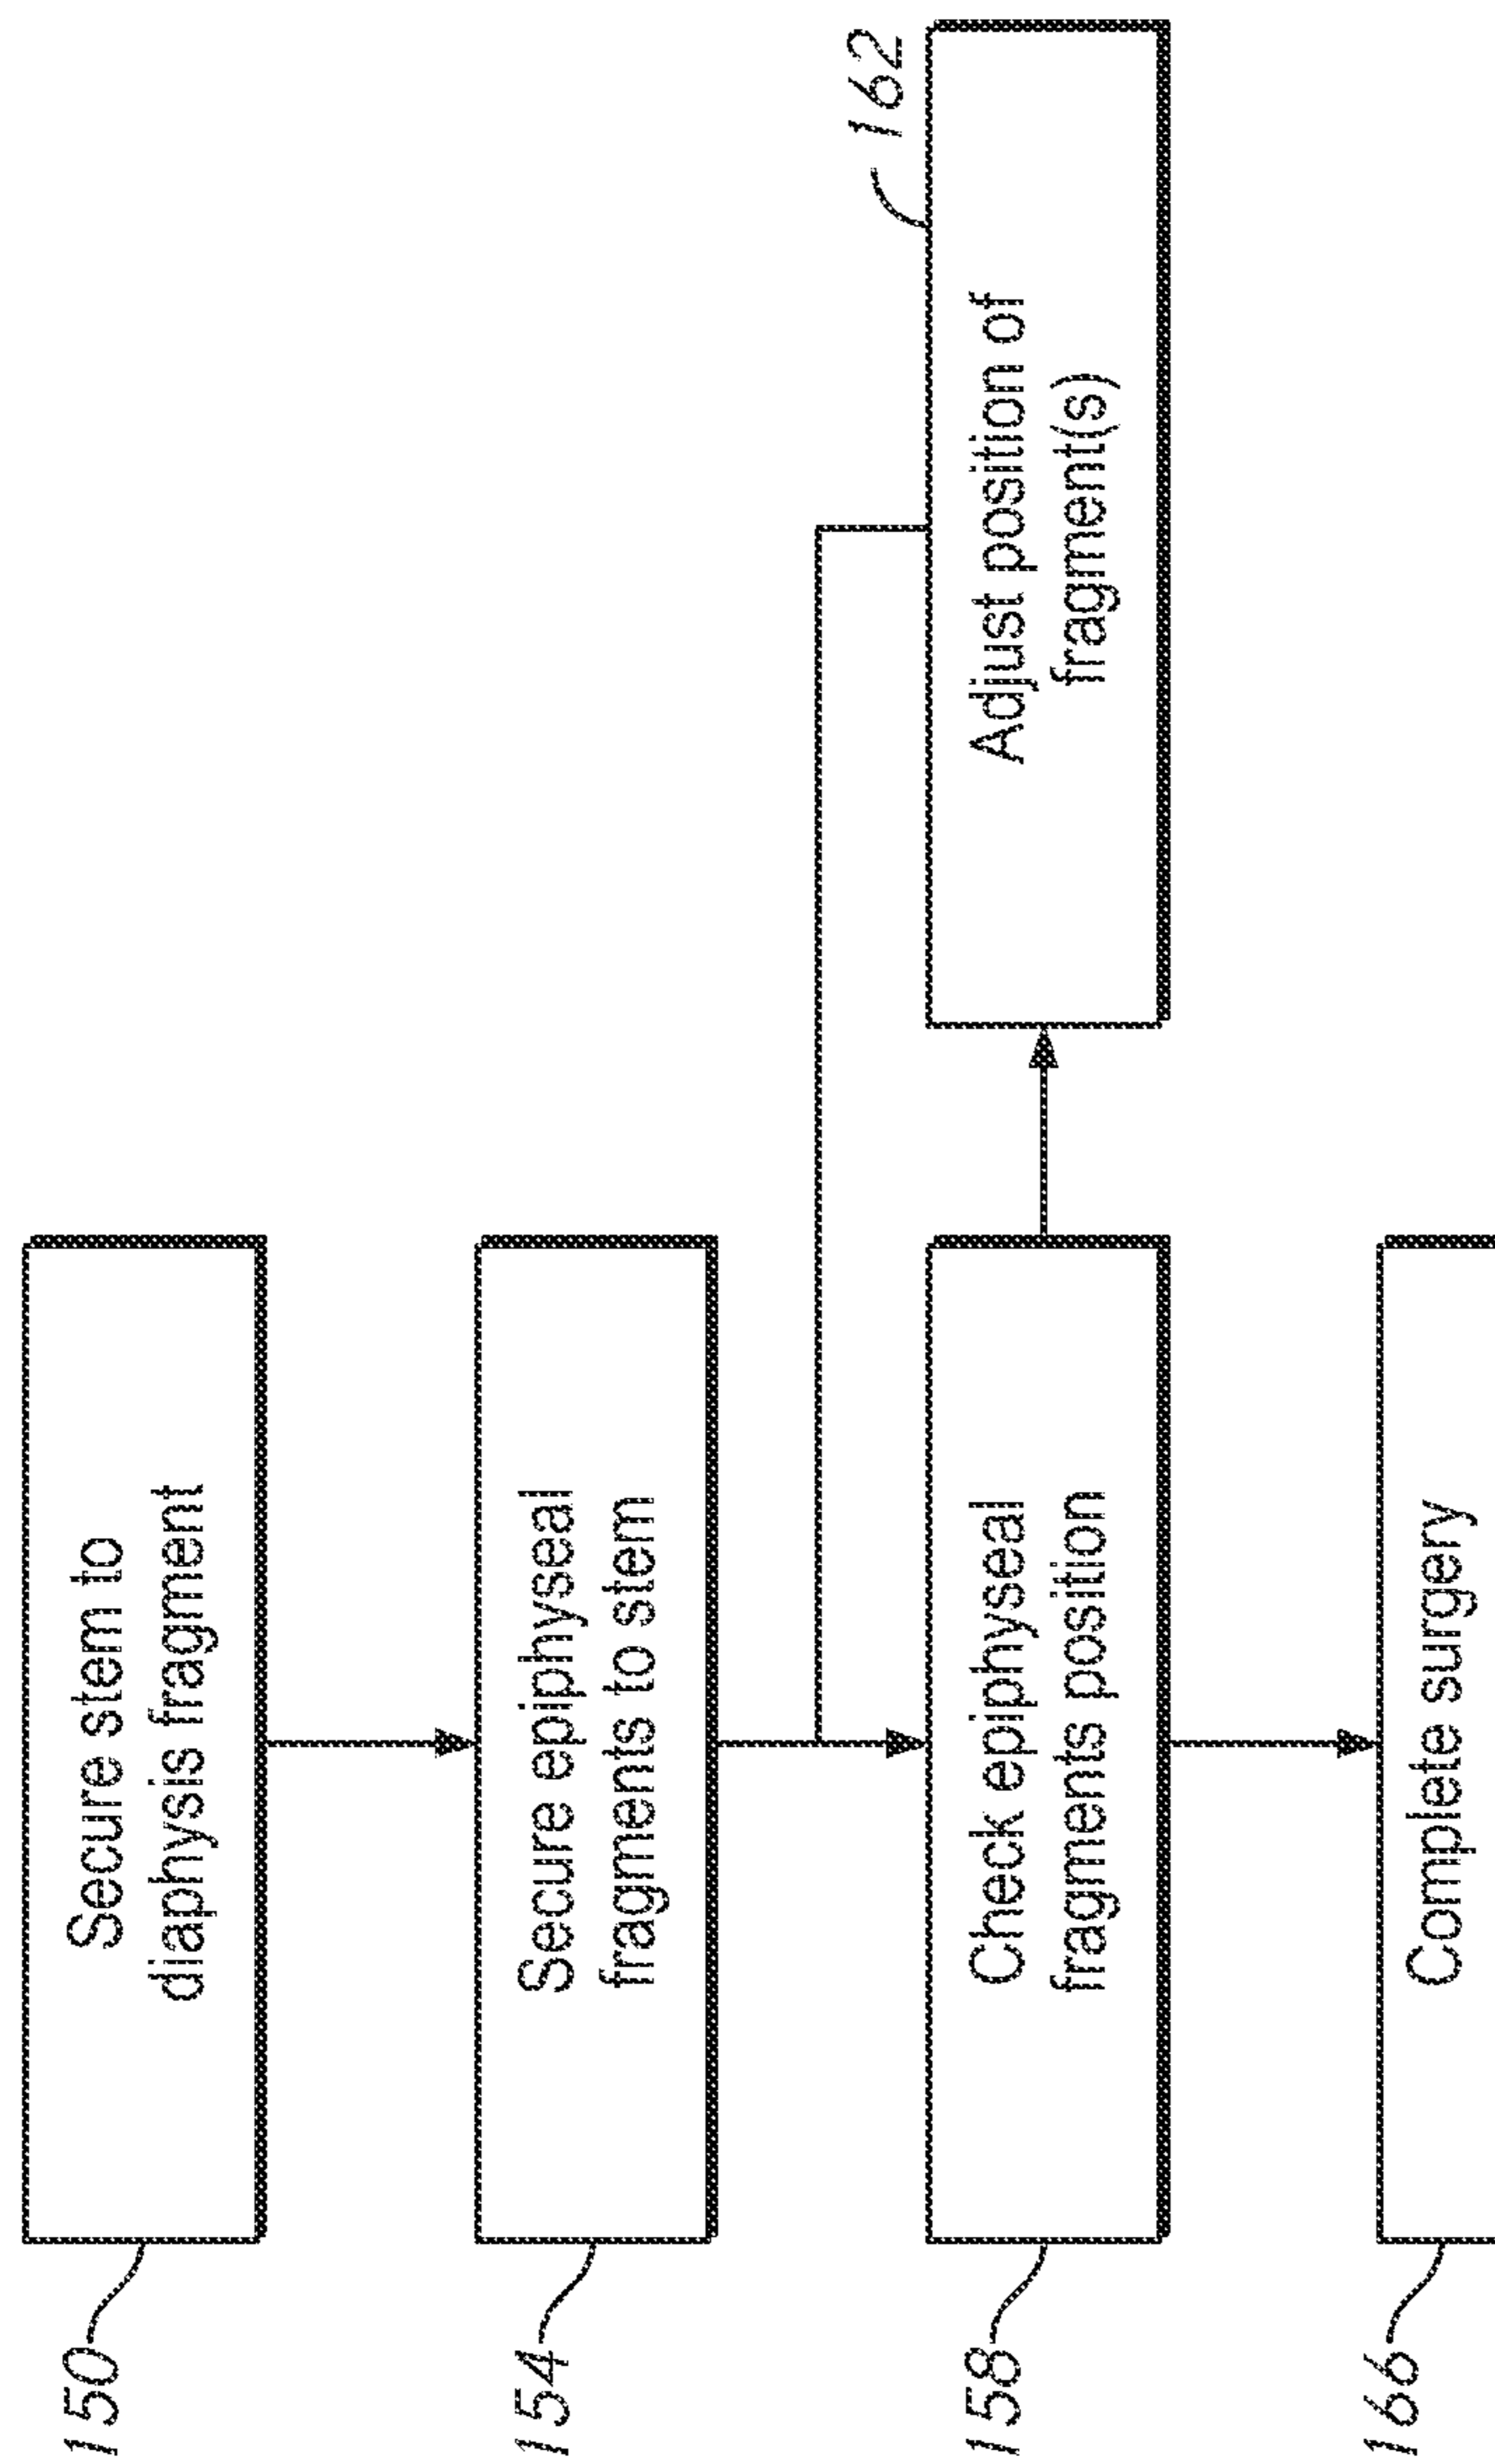 150
Secure stem to
diaphysis fragment
154
Secure epiphyseal
fragments to stem
158
Check epiphyseal
fragments position
162
Adjust position of
fragment(s)
166
Complete surgery